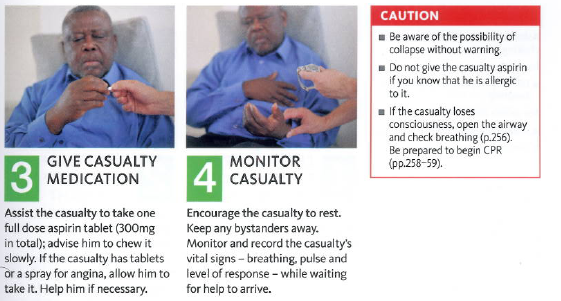 3 GIVE CASUALTY
MEDICATION
Assist the casualty to take one
full dose aspirin tablet (300mg
in total); advise him to chew it
slowly. If the casualty has tablets
or a spray for angina, allow him to
take it. Help him if necessary.
4 MONITOR
CASUALTY
Encourage the casualty to rest.
Keep any bystanders away.
Monitor and record the casualty's
vital signs – breathing, pulse and
level of response – while waiting
for help to arrive.
CAUTION
■ Be aware of the possibility of
collapse without warning.
■ Do not give the casualty aspirin
if you know that he is allergic
to it.
■ If the casualty loses
consciousness, open the airway
and check breathing (p.256).
Be prepared to begin CPR
(pp.258–59).